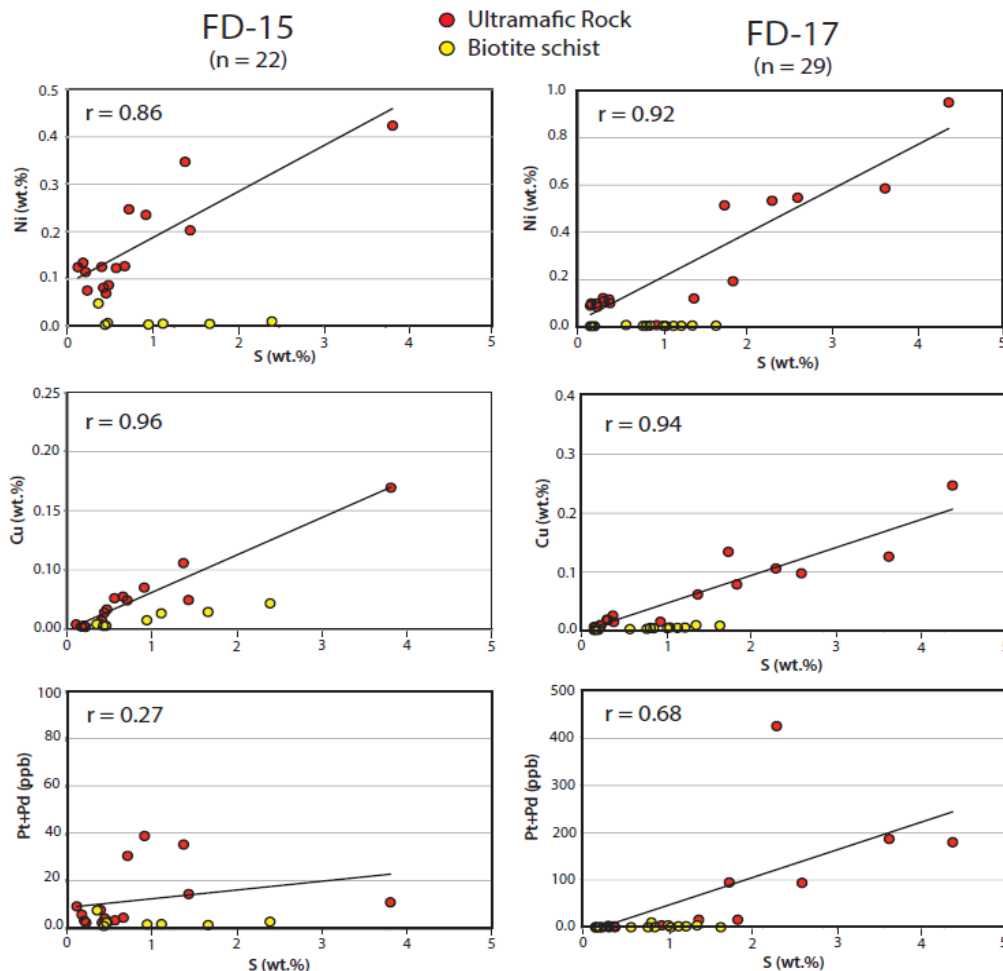 FD-15
(n = 22)
Ultramafic Rock
Biotite schist
FD-17
(n = 29)
r = 0.86
Ni (wt.%)
0.5
0.4
0.3
0.2
0.1
0.0
0 1 2 3 4 5
S (wt.%)
r = 0.92
Ni (wt.%)
1.0
0.8
0.6
0.4
0.2
0.0
0 1 2 3 4 5
S (wt.%)
r = 0.96
Cu (wt.%)
0.25
0.20
0.15
0.10
0.05
0.00
0 1 2 3 4 5
S (wt.%)
r = 0.94
Cu (wt.%)
0.4
0.3
0.2
0.1
0.0
0 1 2 3 4 5
S (wt.%)
r = 0.27
Pt+Pd (ppb)
100
80
60
40
20
0
0 1 2 3 4 5
S (wt.%)
r = 0.68
Pt+Pd (ppb)
500
400
300
200
100
0
0 1 2 3 4 5
S (wt.%)